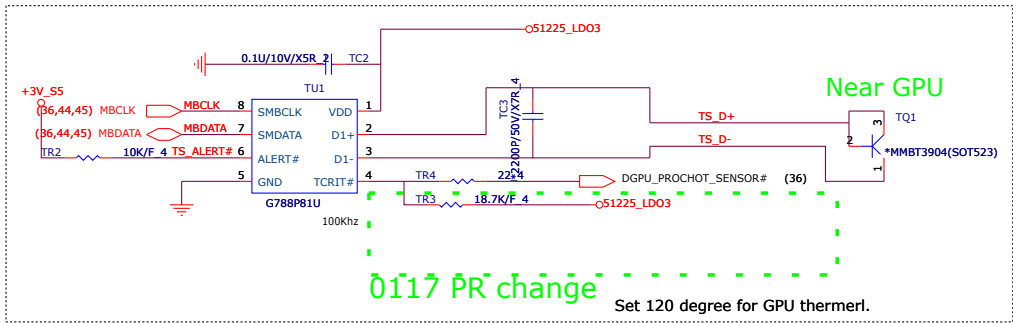 51225_LDO3
0.1U/10V/X5R_2
TC2
+3V_S5
TU1
2200P/50V/X7R_4
TC3
Near GPU
(36,44,45) MBCLK
MBCLK
8 SMBCLK VDD 1
TS_D+
TQ1
3
(36,44,45) MBDATA
MBDATA
7 SMDATA D1+ 2
TS_D-
2
*MMBT3904(SOT523)
TR2
10K/F_4
TS_ALERT#
6 ALERT# D1- 3
1
5 GND TCRIT# 4
TR4
22*4
DGPU_PROCHOT_SENSOR# (36)
G788P81U
TR3
18.7K/F_4
51225_LDO3
100Khz
0117 PR change
Set 120 degree for GPU thermerl.